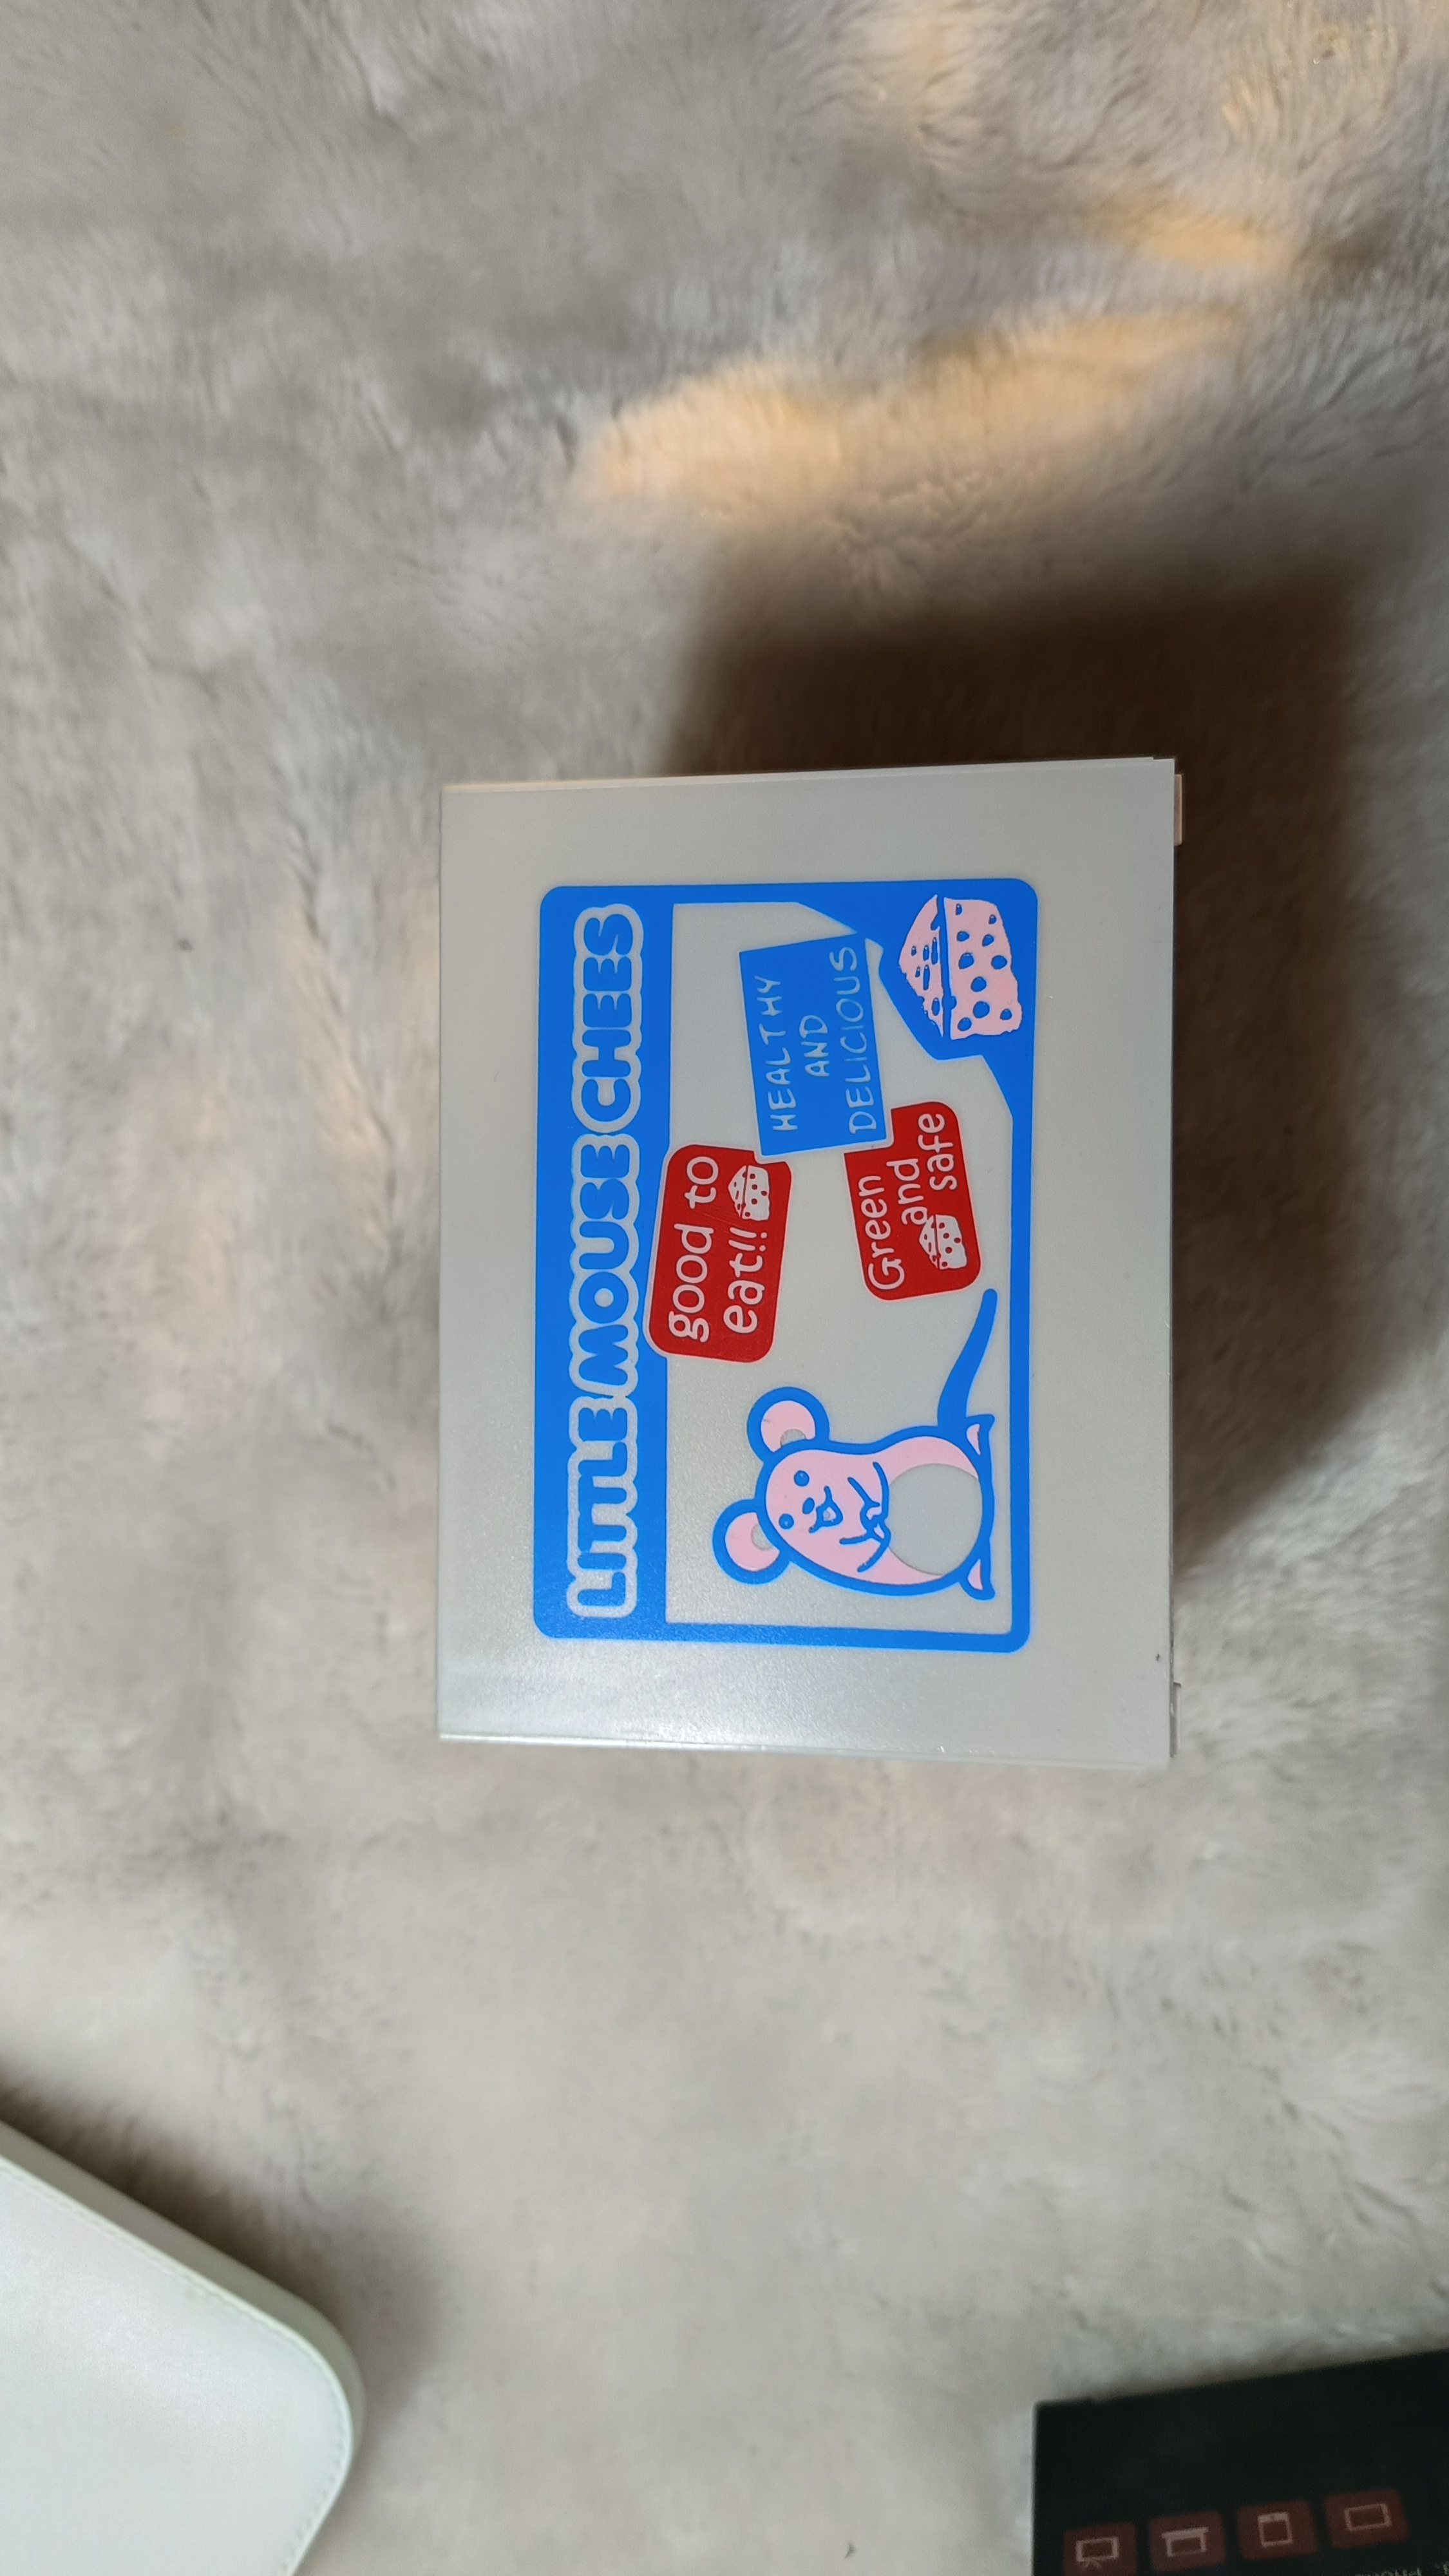 LITTLE MOUSE CHEES
good to
eat!!
HEALTHY
AND
DELICIOUS
Green
and
safe